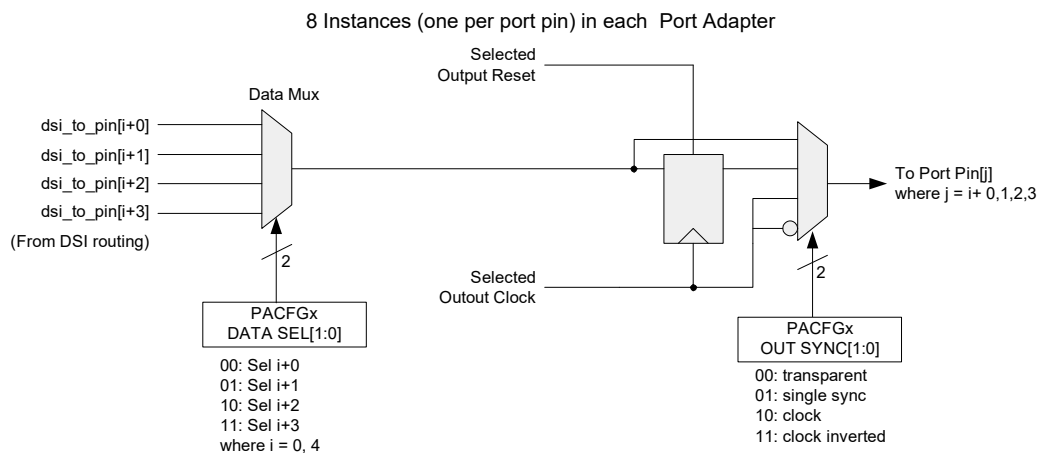 8 Instances (one per port pin) in each  Port Adapter
Selected
Output Reset
Data Mux
dsi_to_pin[i+0]
dsi_to_pin[i+1]
dsi_to_pin[i+2]
dsi_to_pin[i+3]
(From DSI routing)
To Port Pin[j]
where j = i+ 0,1,2,3
2
Selected
Outout Clock
2
PACFGx
DATA SEL[1:0]
00: Sel i+0
01: Sel i+1
10: Sel i+2
11: Sel i+3
where i = 0, 4
PACFGx
OUT SYNC[1:0]
00: transparent
01: single sync
10: clock
11: clock inverted